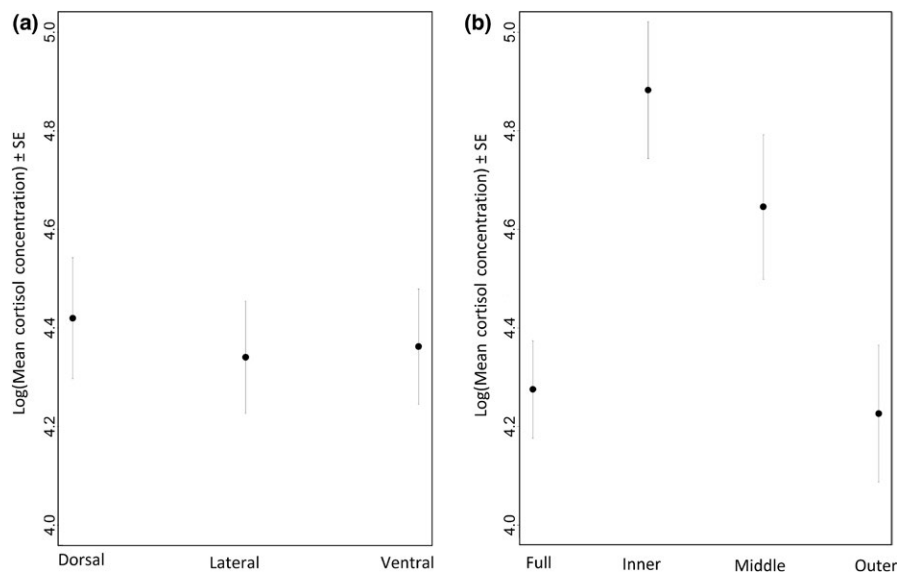 (a)
Log(Mean cortisol concentration) ± SE
5.0
4.8
4.6
4.4
4.2
4.0
Dorsal Lateral Ventral
(b)
Log(Mean cortisol concentration) ± SE
5.0
4.8
4.6
4.4
4.2
4.0
Full Inner Middle Outer